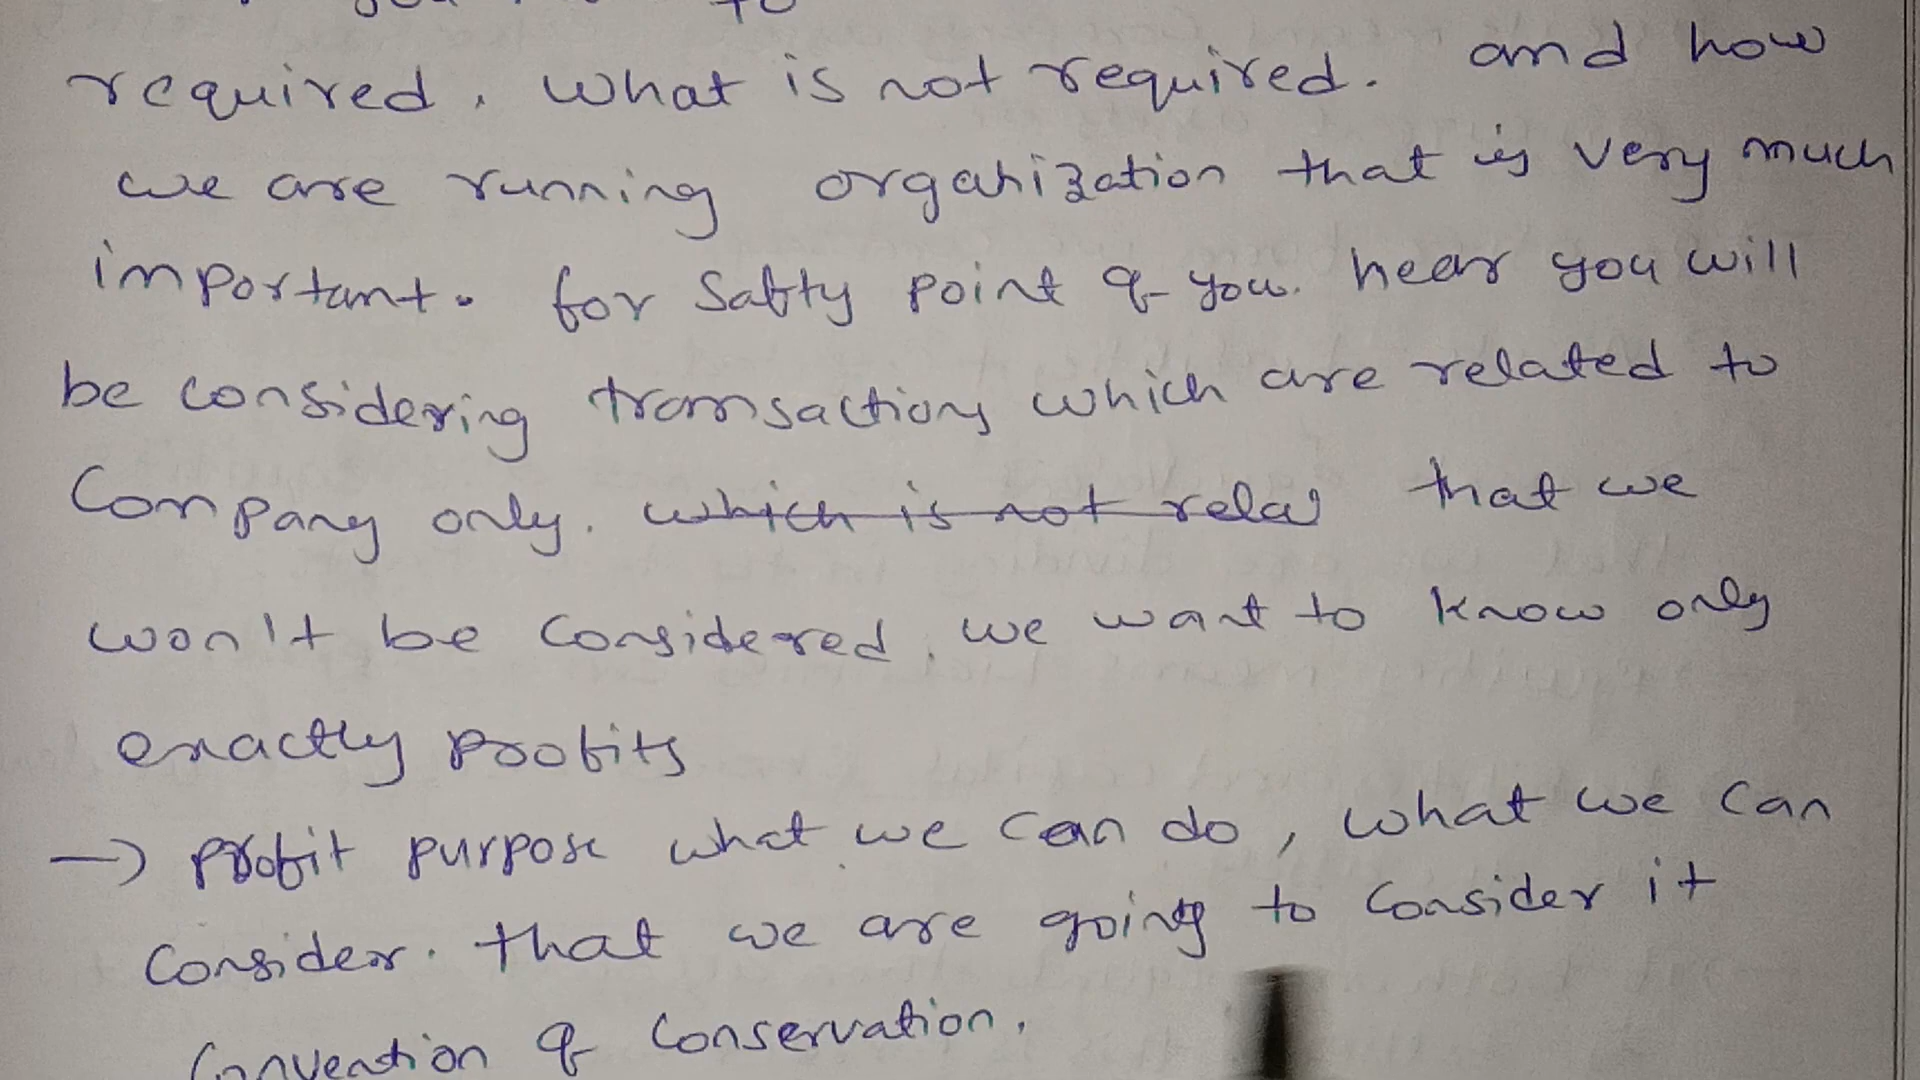 required. What is not required. and how
we are running organization that is very much
important. for Safty point of you. hear you will
be considering transactions which are related to
Company only. which is not rela that we
won't be Considered. we want to know only
exactly profits
→ profit purpose what we can do, what we can
Consider. that we are going to Consider it
Convention of Conservation.